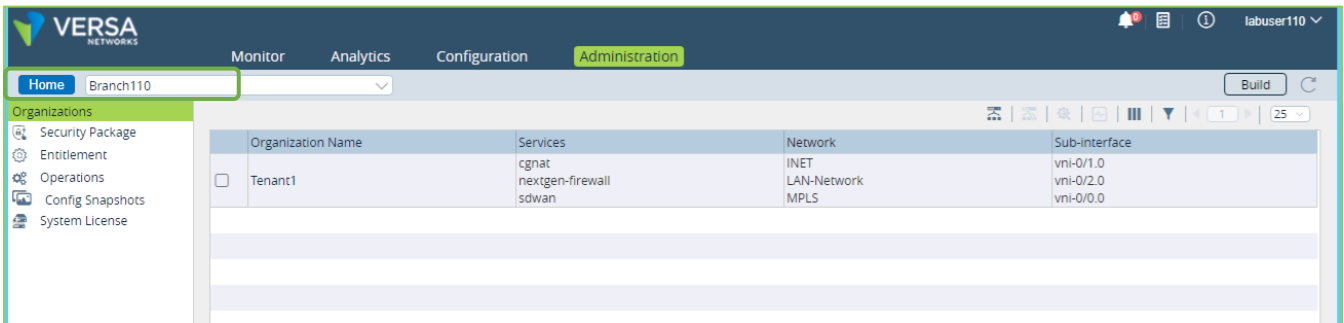 VERSA
NETWORKS
0
labuser110
Monitor Analytics Configuration Administration
Home Branch110 Build
Organizations
1 25
Security Package
Entitlement
Operations
Config Snapshots
System License
Organization Name Services Network Sub-interface
Tenant1
cgnat INET vni-0/1.0
nextgen-firewall LAN-Network vni-0/2.0
sdwan MPLS vni-0/0.0